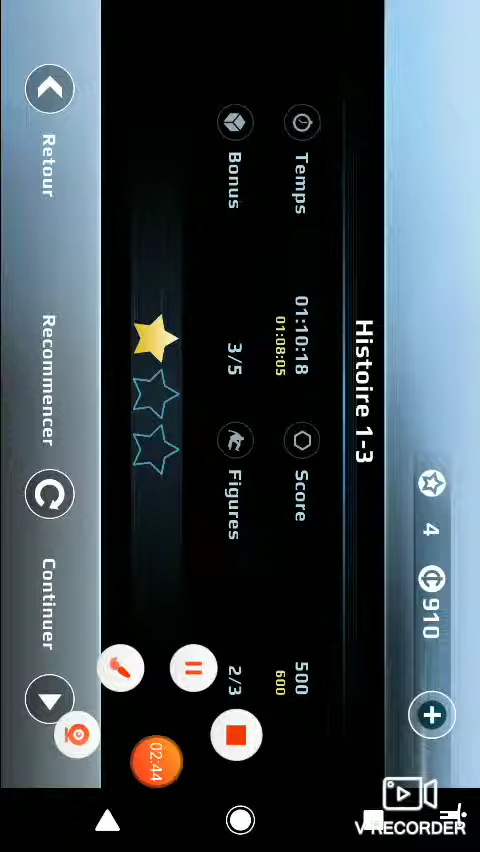 4 910
Histoire 1-3
Temps 01:10:18 Score 500
01:08:05 600
Bonus 3/5 Figures 2/3
Retour Recommencer Continuer
02:44
V RECORDER